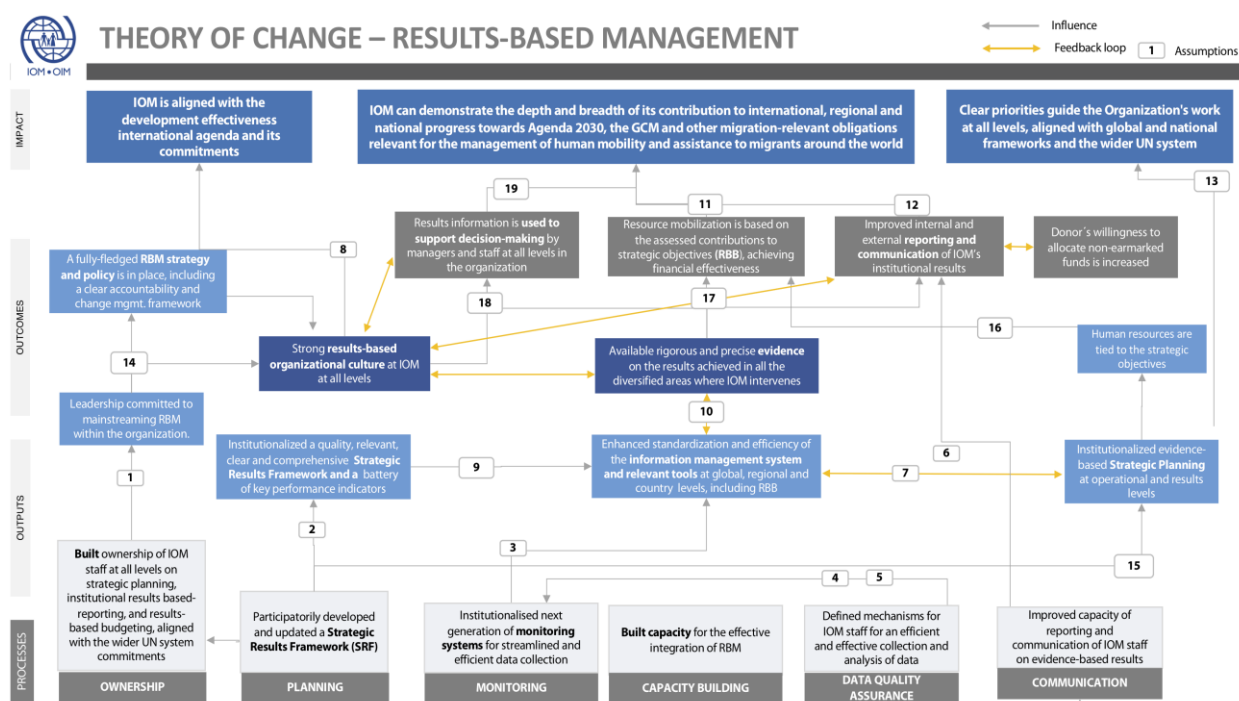 IOM • OIM
THEORY OF CHANGE – RESULTS-BASED MANAGEMENT
Influence
Feedback loop
1
Assumptions
IMPACT
IOM is aligned with the
development effectiveness
international agenda and its
commitments
IOM can demonstrate the depth and breadth of its contribution to international, regional and
national progress towards Agenda 2030, the GCM and other migration-relevant obligations
relevant for the management of human mobility and assistance to migrants around the world
Clear priorities guide the Organization's work
at all levels, aligned with global and national
frameworks and the wider UN system
19
11
12
13
OUTCOMES
8
A fully-fledged RBM strategy
and policy is in place, including
a clear accountability and
change mgmt. framework
Results information is used to
support decision-making by
managers and staff at all levels in
the organization
Resource mobilization is based on
the assessed contributions to
strategic objectives (RBB), achieving
financial effectiveness
Improved internal and
external reporting and
communication of IOM's
institutional results
Donor´s willingness to
allocate non-earmarked
funds is increased
18
17
16
14
Strong results-based
organizational culture at IOM
at all levels
Available rigorous and precise evidence
on the results achieved in all the
diversified areas where IOM intervenes
Human resources are
tied to the strategic
objectives
Leadership committed to
mainstreaming RBM
within the organization.
10
OUTPUTS
1
Institutionalized a quality, relevant,
clear and comprehensive Strategic
Results Framework and a battery
of key performance indicators
9
Enhanced standardization and efficiency of
the information management system
and relevant tools at global, regional and
country levels, including RBB
6
7
Institutionalized evidence-
based Strategic Planning
at operational and results
levels
2
3
4
5
15
PROCESSES
Built ownership of IOM
staff at all levels on
strategic planning,
institutional results based-
reporting, and results-
based budgeting, aligned
with the wider UN system
commitments
OWNERSHIP
Participatorily developed
and updated a Strategic
Results Framework (SRF)
PLANNING
Institutionalised next
generation of monitoring
systems for streamlined and
efficient data collection
MONITORING
Built capacity for the effective
integration of RBM
CAPACITY BUILDING
Defined mechanisms for
IOM staff for an efficient
and effective collection and
analysis of data
DATA QUALITY
ASSURANCE
Improved capacity of
reporting and
communication of IOM staff
on evidence-based results
COMMUNICATION